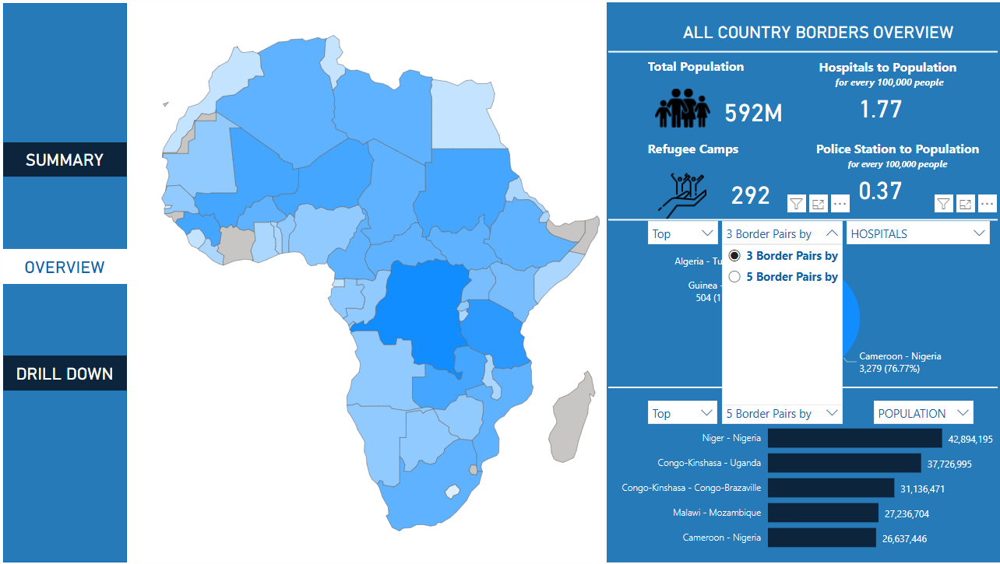 SUMMARY
OVERVIEW
DRILL DOWN
ALL COUNTRY BORDERS OVERVIEW
Total Population
592M
Hospitals to Population
for every 100,000 people
1.77
Refugee Camps
292
Police Station to Population
for every 100,000 people
0.37
Top
3 Border Pairs by
HOSPITALS
3 Border Pairs by
5 Border Pairs by
Algeria - Tu
Guinea -
504 (1
Cameroon - Nigeria
3,279 (76.77%)
Top
5 Border Pairs by
POPULATION
Niger - Nigeria
42,894,195
Congo-Kinshasa - Uganda
37,726,995
Congo-Kinshasa - Congo-Brazaville
31,136,471
Malawi - Mozambique
27,236,704
Cameroon - Nigeria
26,637,446